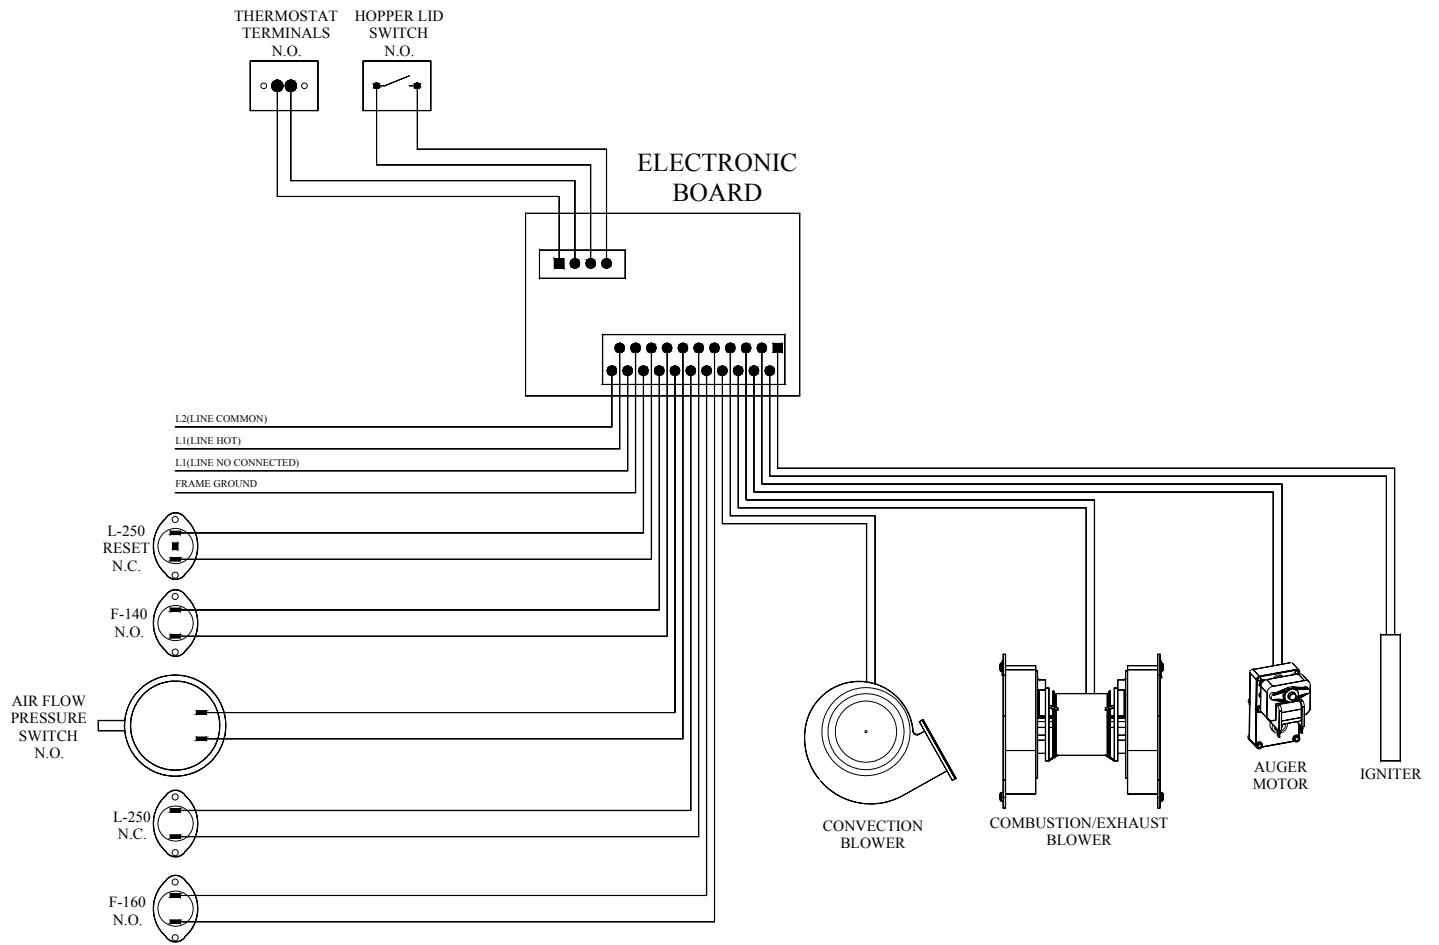 THERMOSTAT
TERMINALS
N.O.
HOPPER LID
SWITCH
N.O.
ELECTRONIC
BOARD
L2(LINE COMMON)
L1(LINE HOT)
L1(LINE NO CONNECTED)
FRAME GROUND
L-250
RESET
N.C.
F-140
N.O.
AIR FLOW
PRESSURE
SWITCH
N.O.
L-250
N.C.
F-160
N.O.
CONVECTION
BLOWER
COMBUSTION/EXHAUST
BLOWER
AUGER
MOTOR
IGNITER